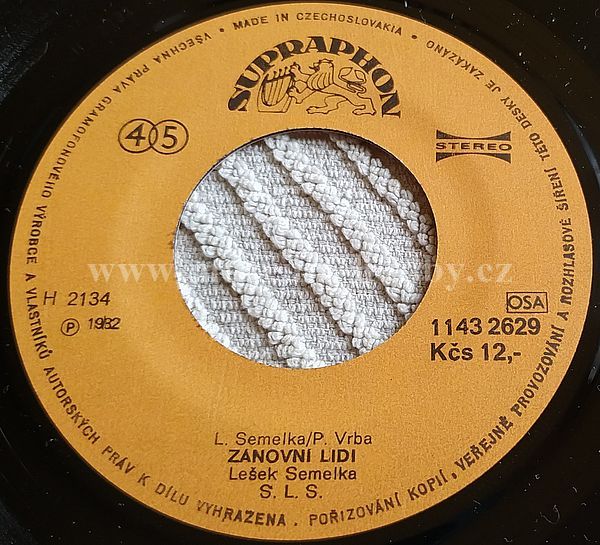 VŠECHNA PRÁVA GRAMOFONOVÉHO VÝROBCE A VLASTNÍKŮ AUTORSKÝCH PRÁV K DÍLU VYHRAZENA. POŘIZOVÁNÍ KOPIÍ, VEŘEJNÉ PROVOZOVÁNÍ A ROZHLASOVÉ ŠÍŘENÍ TÉTO DESKY JE ZAKÁZÁNO
MADE IN CZECHOSLOVAKIA
SUPRAPHON
45
STEREO
H 2134
Ⓟ 1982
OSA
1143 2629
Kčs 12,-
L. Semelka/P. Vrba
ZÁNOVNÍ LIDI
Lešek Semelka
S. L. S.